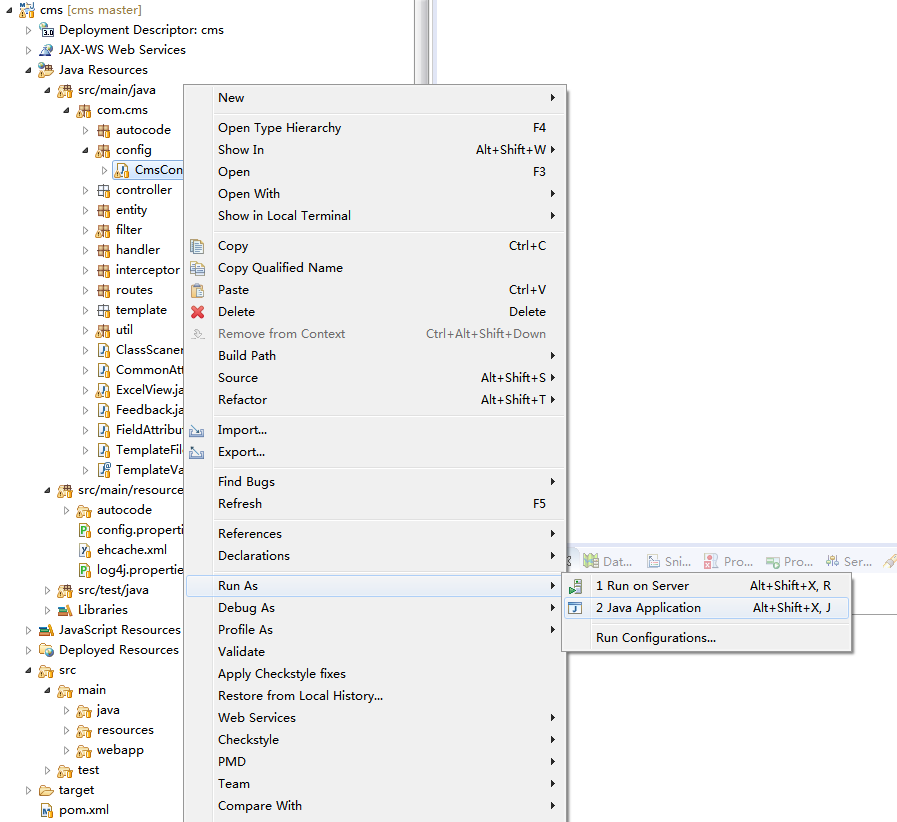 cms [cms master]
Deployment Descriptor: cms
JAX-WS Web Services
Java Resources
src/main/java
com.cms
autocode
config
CmsCon
controller
entity
filter
handler
interceptor
routes
template
util
ClassScaner
CommonAtt
ExcelView.ja
Feedback.ja
FieldAttribut
TemplateFil
TemplateVa
src/main/resource
autocode
config.properti
ehcache.xml
log4j.propertie
src/test/java
Libraries
JavaScript Resources
Deployed Resources
src
main
java
resources
webapp
test
target
pom.xml
New
Open Type Hierarchy F4
Show In Alt+Shift+W
Open F3
Open With
Show in Local Terminal
Copy Ctrl+C
Copy Qualified Name
Paste Ctrl+V
Delete Delete
Remove from Context Ctrl+Alt+Shift+Down
Build Path
Source Alt+Shift+S
Refactor Alt+Shift+T
Import...
Export...
Find Bugs
Refresh F5
References
Declarations
Run As
Debug As
Profile As
Validate
Apply Checkstyle fixes
Restore from Local History...
Web Services
Checkstyle
PMD
Team
Compare With
Dat... Sni... Pro... Pro... Ser...
1 Run on Server Alt+Shift+X, R
2 Java Application Alt+Shift+X, J
Run Configurations...